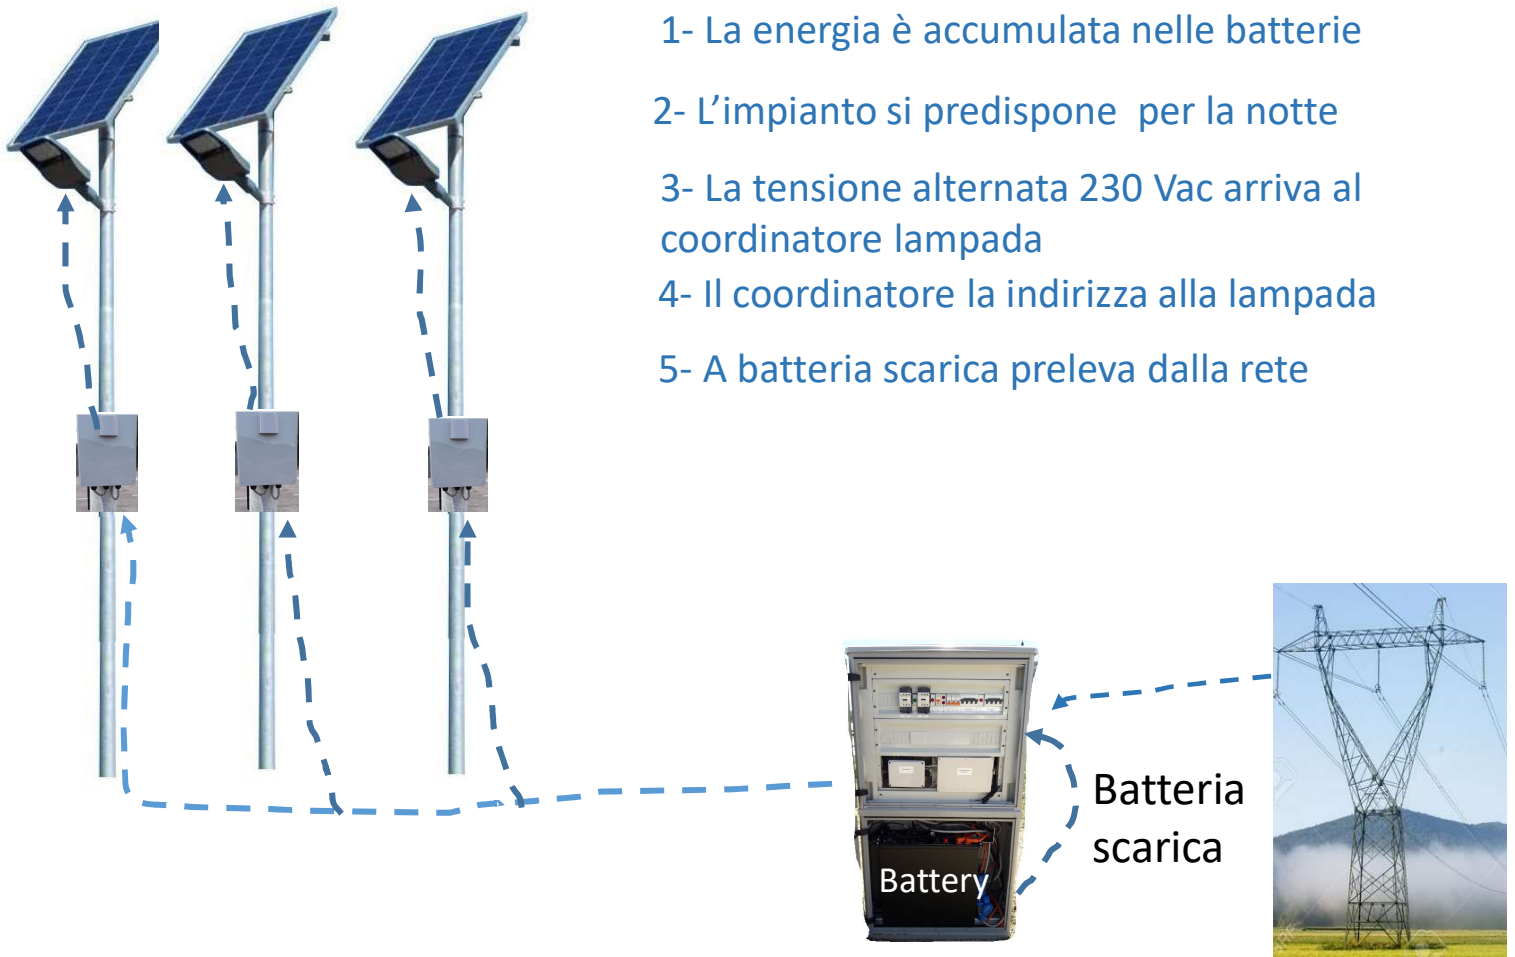 1- La energia è accumulata nelle batterie
2- L’impianto si predispone per la notte
3- La tensione alternata 230 Vac arriva al
coordinatore lampada
4- Il coordinatore la indirizza alla lampada
5- A batteria scarica preleva dalla rete
Batteria
scarica
Battery